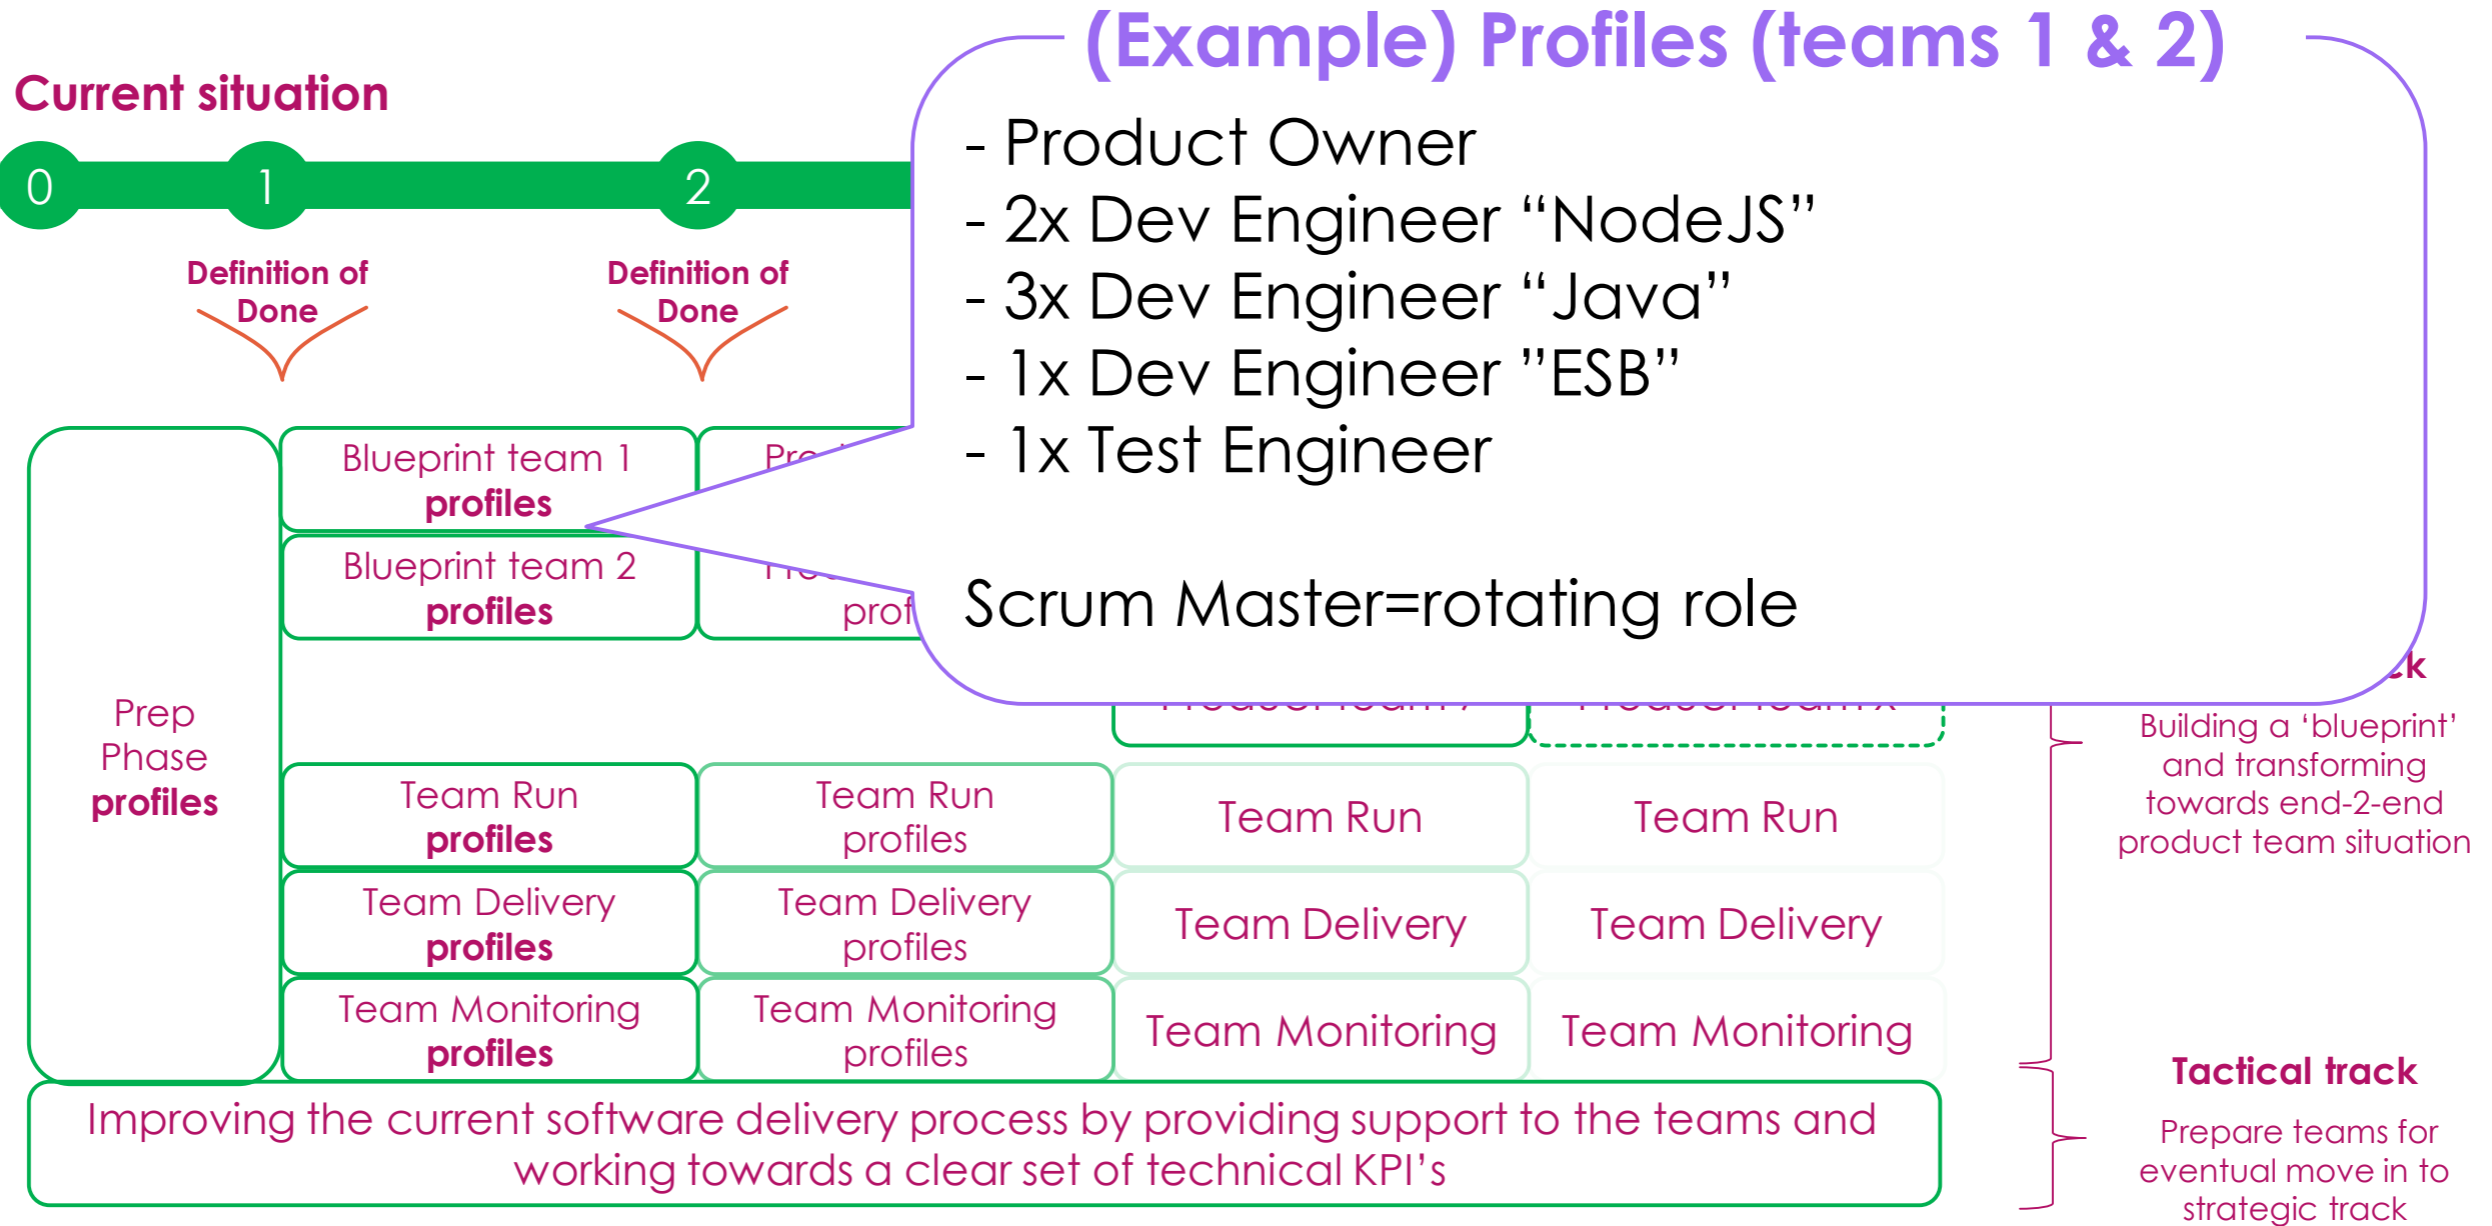 (Example) Profiles (teams 1 & 2)
Current situation
- Product Owner
- 2x Dev Engineer “NodeJS”
- 3x Dev Engineer “Java”
- 1x Dev Engineer ”ESB”
- 1x Test Engineer
Scrum Master=rotating role
0
1
2
Definition of
Done
Definition of
Done
Prep
Phase
profiles
Blueprint team 1
profiles
Blueprint team 2
profiles
Team Run
profiles
Team Run
profiles
Team Run
Team Run
Team Delivery
profiles
Team Delivery
profiles
Team Delivery
Team Delivery
Team Monitoring
profiles
Team Monitoring
profiles
Team Monitoring
Team Monitoring
Improving the current software delivery process by providing support to the teams and
working towards a clear set of technical KPI’s
Building a ‘blueprint’
and transforming
towards end-2-end
product team situation
Tactical track
Prepare teams for
eventual move in to
strategic track